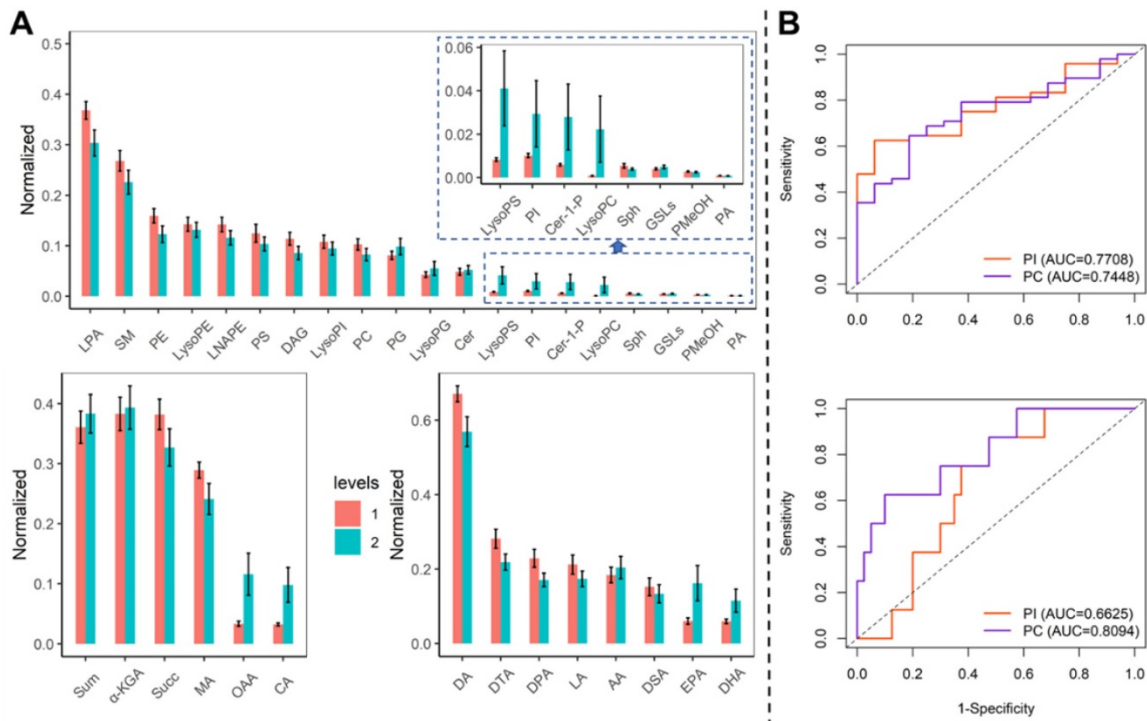 A
Normalized
0.5
0.4
0.3
0.2
0.1
0.0
LPA
SM
PE
LysoPE
LNAPE
PS
DAG
LysoPI
PC
PG
LysoPG
Cer
LysoPS
PI
Cer-1-P
LysoPC
Sph
GSLs
PMeOH
PA
0.06
0.04
0.02
0.00
LysoPS
PI
Cer-1-P
LysoPC
Sph
GSLs
PMeOH
PA
Normalized
0.4
0.3
0.2
0.1
0.0
Sum
α-KGA
Succ
MA
OAA
CA
levels
1
2
Normalized
0.6
0.4
0.2
0.0
DA
DTA
DPA
LA
AA
DSA
EPA
DHA
B
Sensitivity
1.0
0.8
0.6
0.4
0.2
0.0
PI (AUC=0.7708)
PC (AUC=0.7448)
0.0 0.2 0.4 0.6 0.8 1.0
Sensitivity
1.0
0.8
0.6
0.4
0.2
0.0
PI (AUC=0.6625)
PC (AUC=0.8094)
0.0 0.2 0.4 0.6 0.8 1.0
1-Specificity